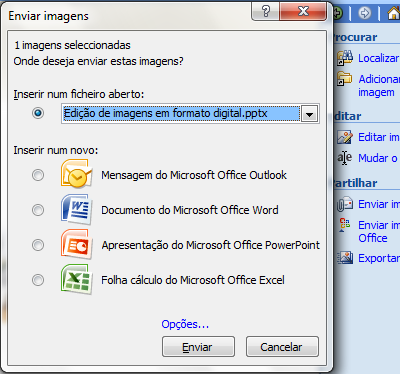 Enviar imagens
1 imagens seleccionadas
Onde deseja enviar estas imagens?
Inserir num ficheiro aberto:
Edição de imagens em formato digital.pptx
Inserir num novo:
Mensagem do Microsoft Office Outlook
Documento do Microsoft Office Word
Apresentação do Microsoft Office PowerPoint
Folha cálculo do Microsoft Office Excel
Opções...
Enviar
Cancelar
Procurar
Localizar
Adicionar
imagem
Editar
Editar im
Mudar o
Partilhar
Enviar im
Enviar im
Office
Exportar